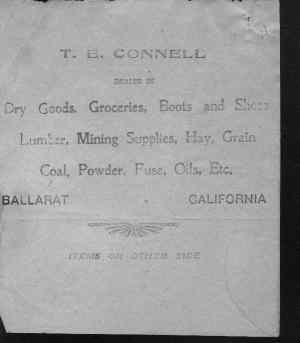 T. E. CONNELL
DEALER IN
Dry Goods, Groceries, Boots and Shoes
Lumber, Mining Supplies, Hay, Grain
Coal, Powder, Fuse, Oils, Etc.
BALLARAT CALIFORNIA
ITEMS ON OTHER SIDE